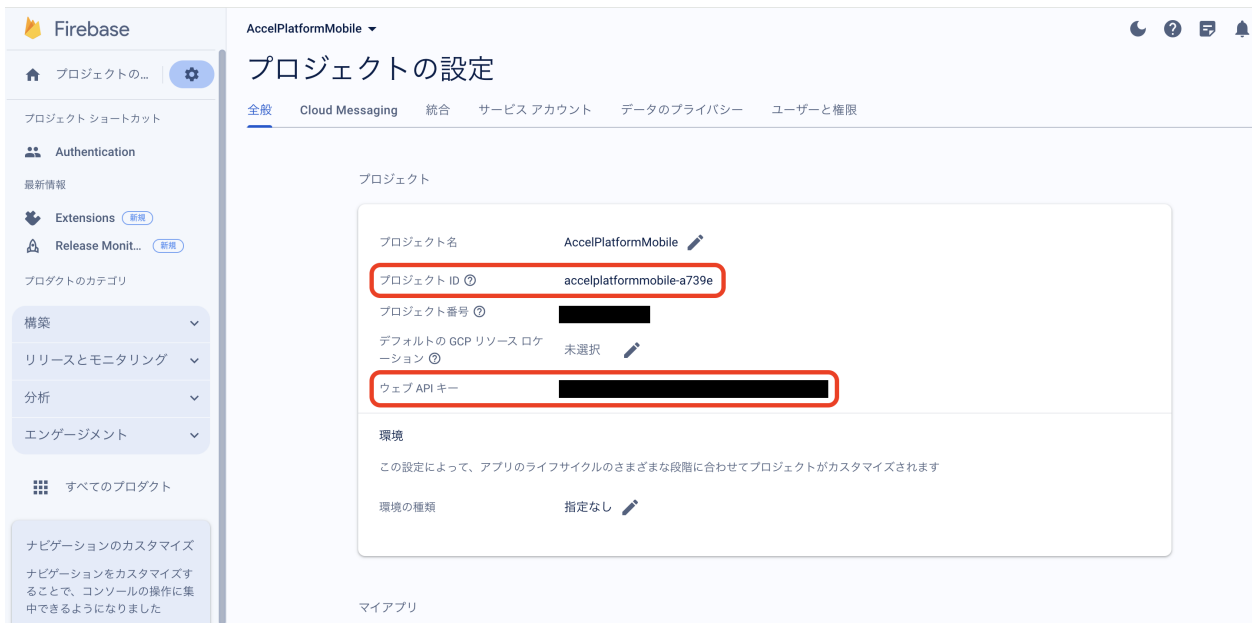 Firebase
プロジェクトの...
プロジェクト ショートカット
Authentication
最新情報
Extensions 新規
Release Monit... 新規
プロダクトのカテゴリ
構築
リリースとモニタリング
分析
エンゲージメント
すべてのプロダクト
ナビゲーションのカスタマイズ
ナビゲーションをカスタマイズす
ることで、コンソールの操作に集
中できるようになりました
AccelPlatformMobile
プロジェクトの設定
全般 Cloud Messaging 統合 サービス アカウント データのプライバシー ユーザーと権限
プロジェクト
プロジェクト名 AccelPlatformMobile
プロジェクト ID accelplatformmobile-a739e
プロジェクト番号
デフォルトの GCP リソース ロケ
ーション 未選択
ウェブ API キー
環境
この設定によって、アプリのライフサイクルのさまざまな段階に合わせてプロジェクトがカスタマイズされます
環境の種類 指定なし
マイアプリ